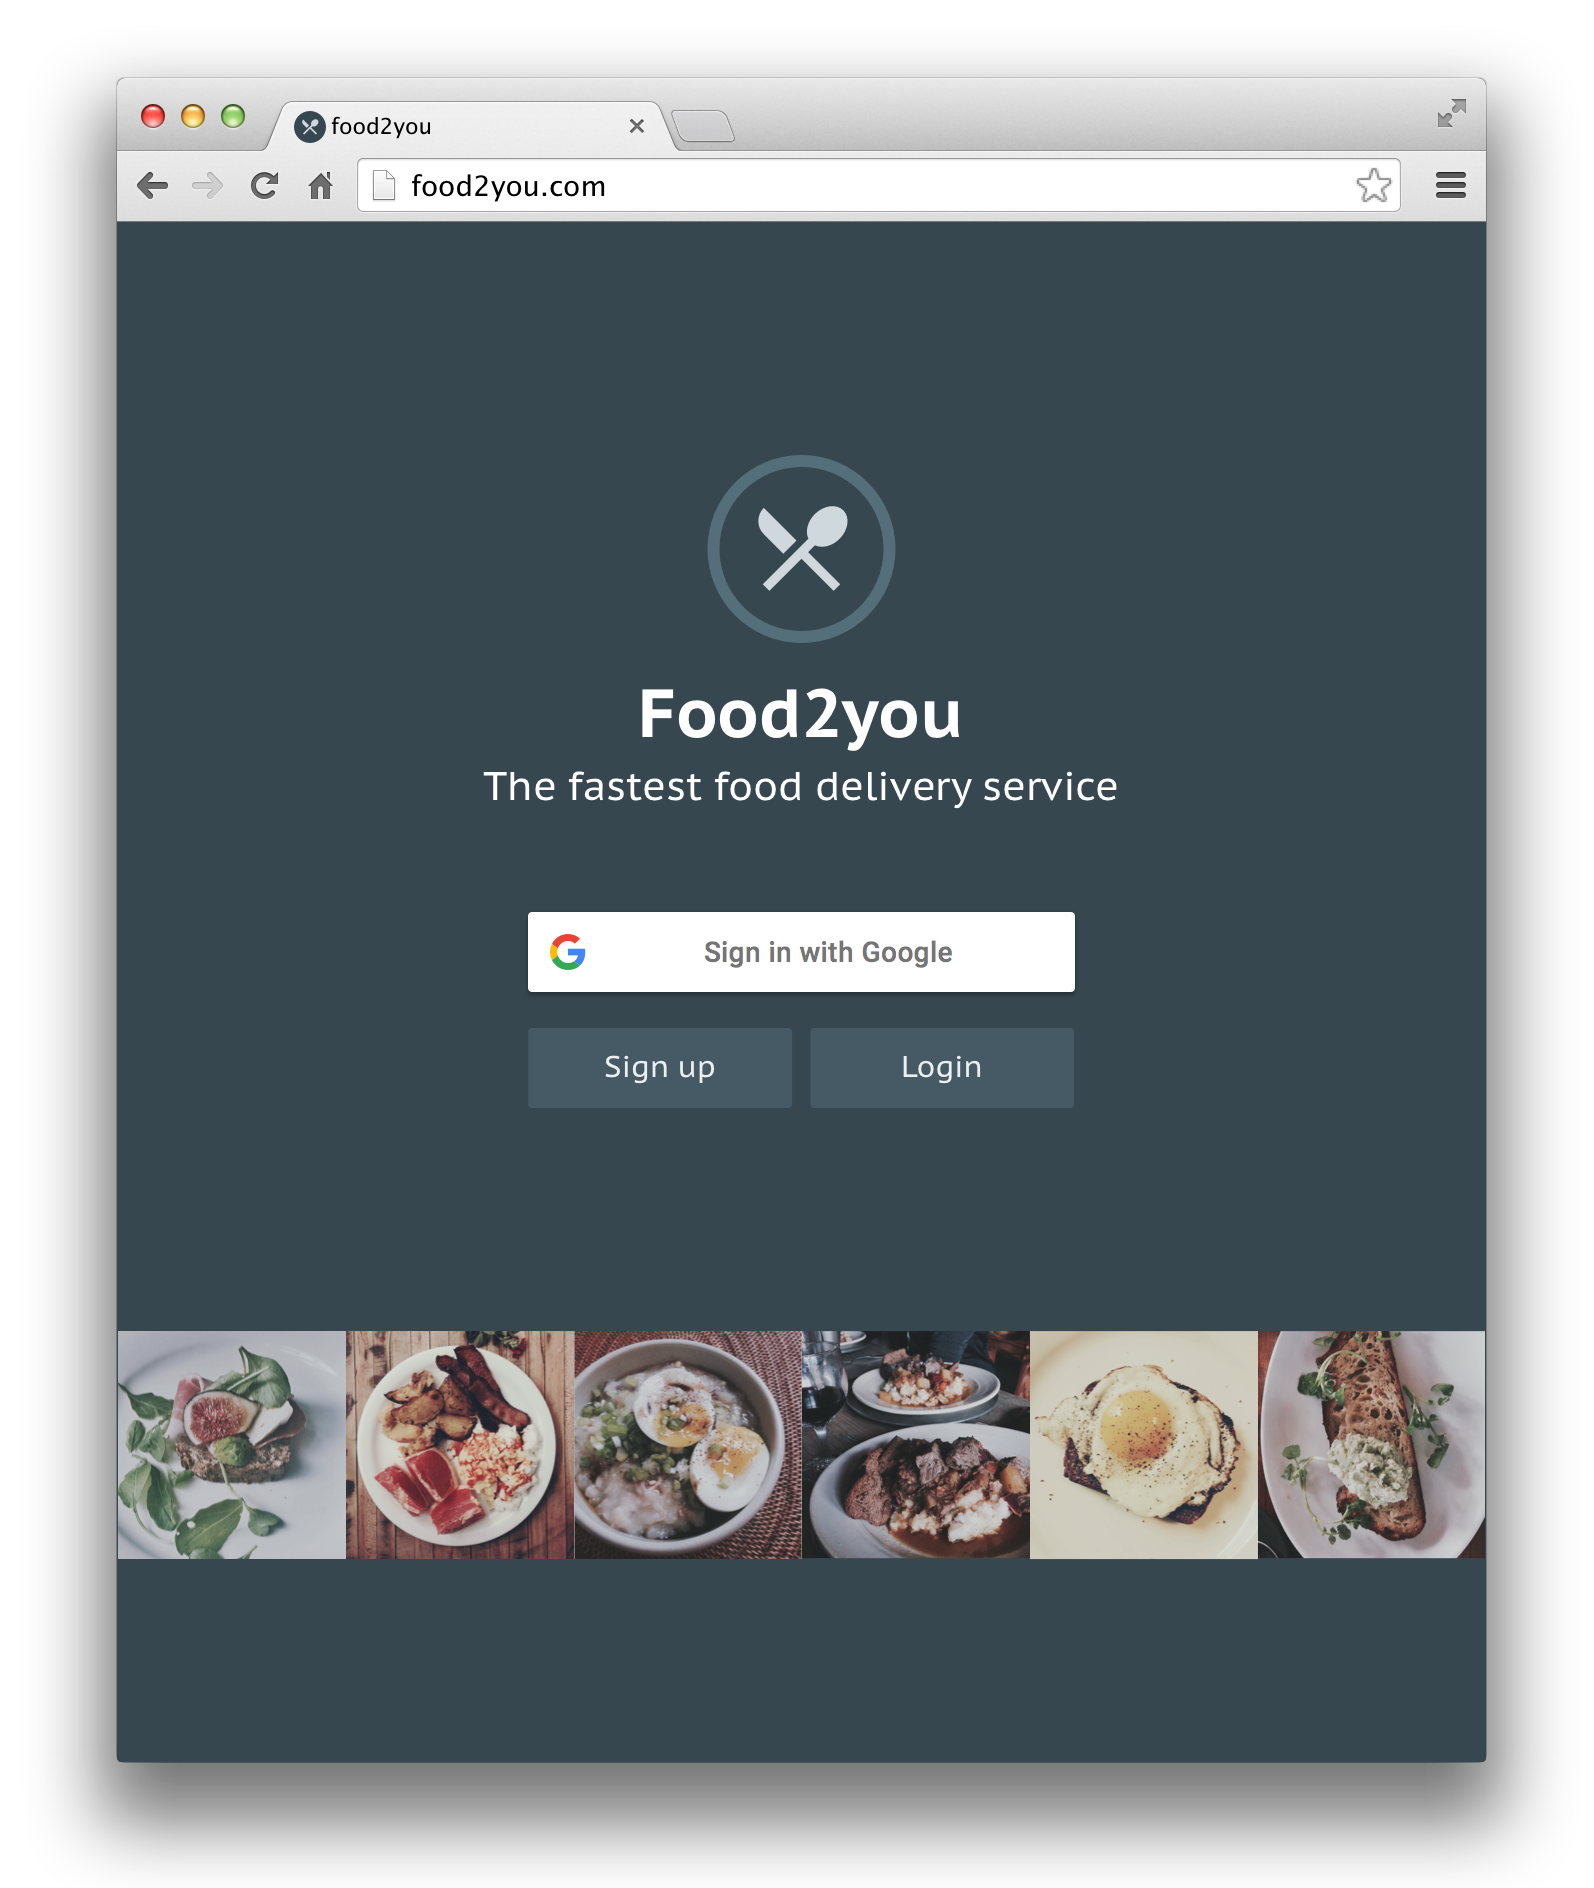 food2you
food2you.com
Food2you
The fastest food delivery service
Sign in with Google
Sign up
Login